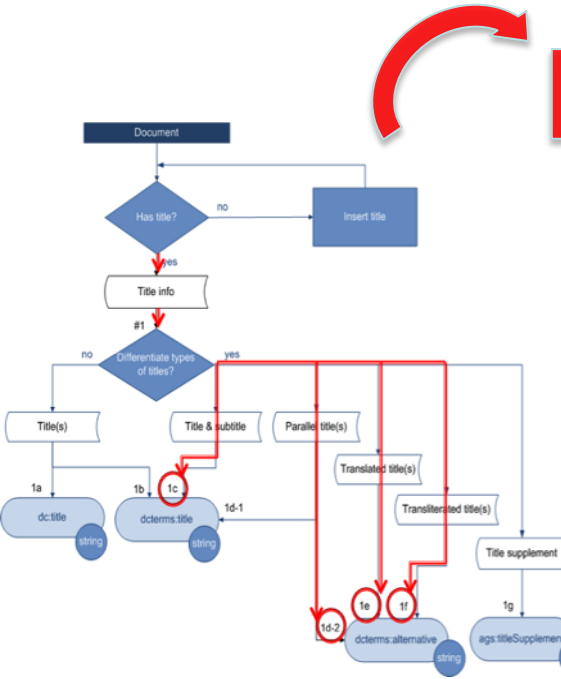 Document
Has title?
no
Insert title
yes
Title info
#1
no
Differentiate types
of titles?
yes
Title(s)
Title & subtitle
Parallel title(s)
Translated title(s)
Transliterated title(s)
Title supplement
1a
1b
1c
1d-1
dc:title
string
dcterms:title
string
1d-2
1e
1f
1g
dcterms:alternative
string
ags:titleSupplemen